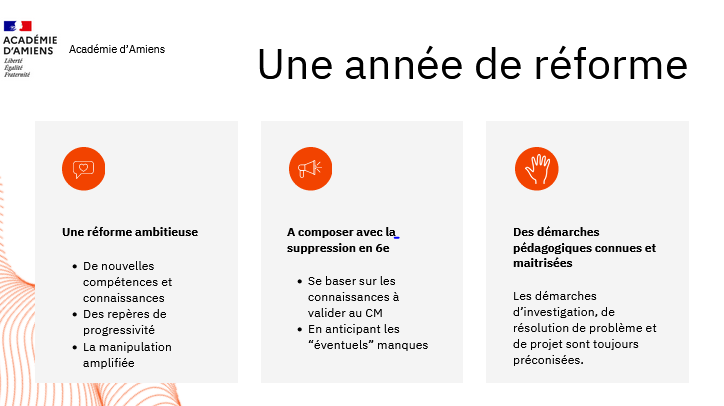 ACADÉMIE
D'AMIENS
Liberté
Égalité
Fraternité
Académie d'Amiens
Une année de réforme
Une réforme ambitieuse
• De nouvelles
compétences et
connaissances
• Des repères de
progressivité
• La manipulation
amplifiée
A composer avec la
suppression en 6e
• Se baser sur les
connaissances à
valider au CM
• En anticipant les
“éventuels” manques
Des démarches
pédagogiques connues et
maitrisées
Les démarches
d'investigation, de
résolution de problème et
de projet sont toujours
préconisées.